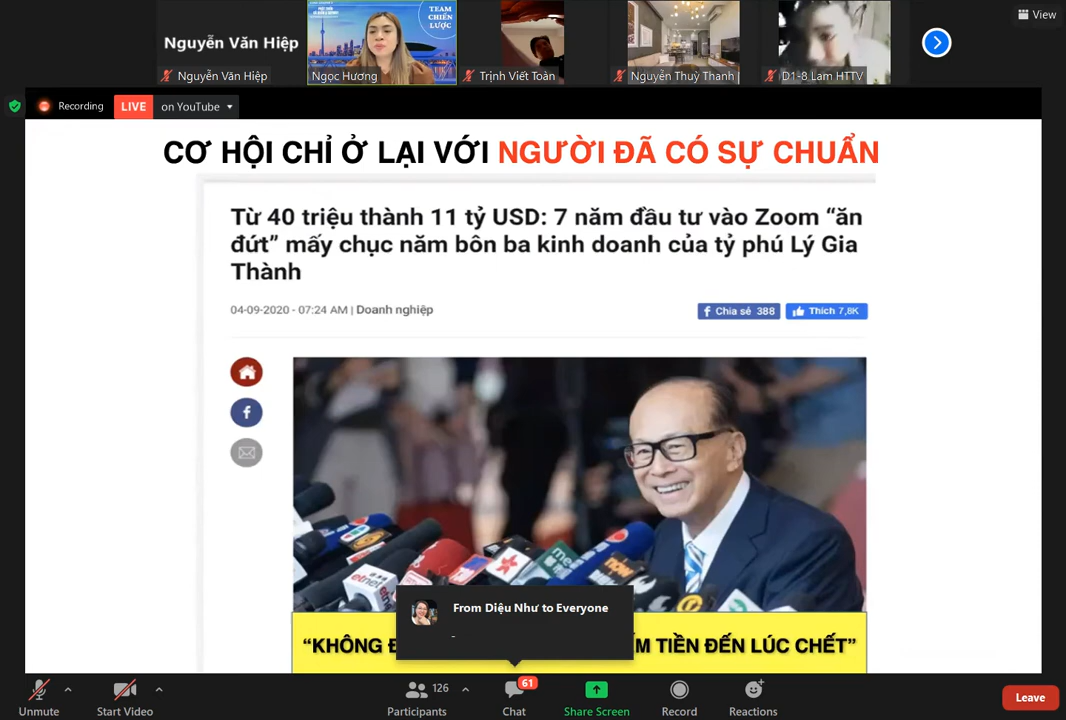 View
Nguyễn Văn Hiệp
TEAM
CHIẾN
LƯỢC
Nguyễn Văn Hiệp
Ngọc Hương
Trịnh Viết Toàn
Nguyễn Thuỳ Thanh
D1-8 Lam HTTV
Recording
LIVE
on YouTube
CƠ HỘI CHỈ Ở LẠI VỚI NGƯỜI ĐÃ CÓ SỰ CHUẨN
Từ 40 triệu thành 11 tỷ USD: 7 năm đầu tư vào Zoom “ăn
đứt” mấy chục năm bôn ba kinh doanh của tỷ phú Lý Gia
Thành
04-09-2020 - 07:24 AM | Doanh nghiệp
Chia sẻ 388
Thích 7,8K
etnet
me
now
From Diệu Như to Everyone
-
“KHÔNG TIỀN ĐẾN LÚC CHẾT”
Unmute
Start Video
126
Participants
61
Chat
Share Screen
Record
Reactions
Leave